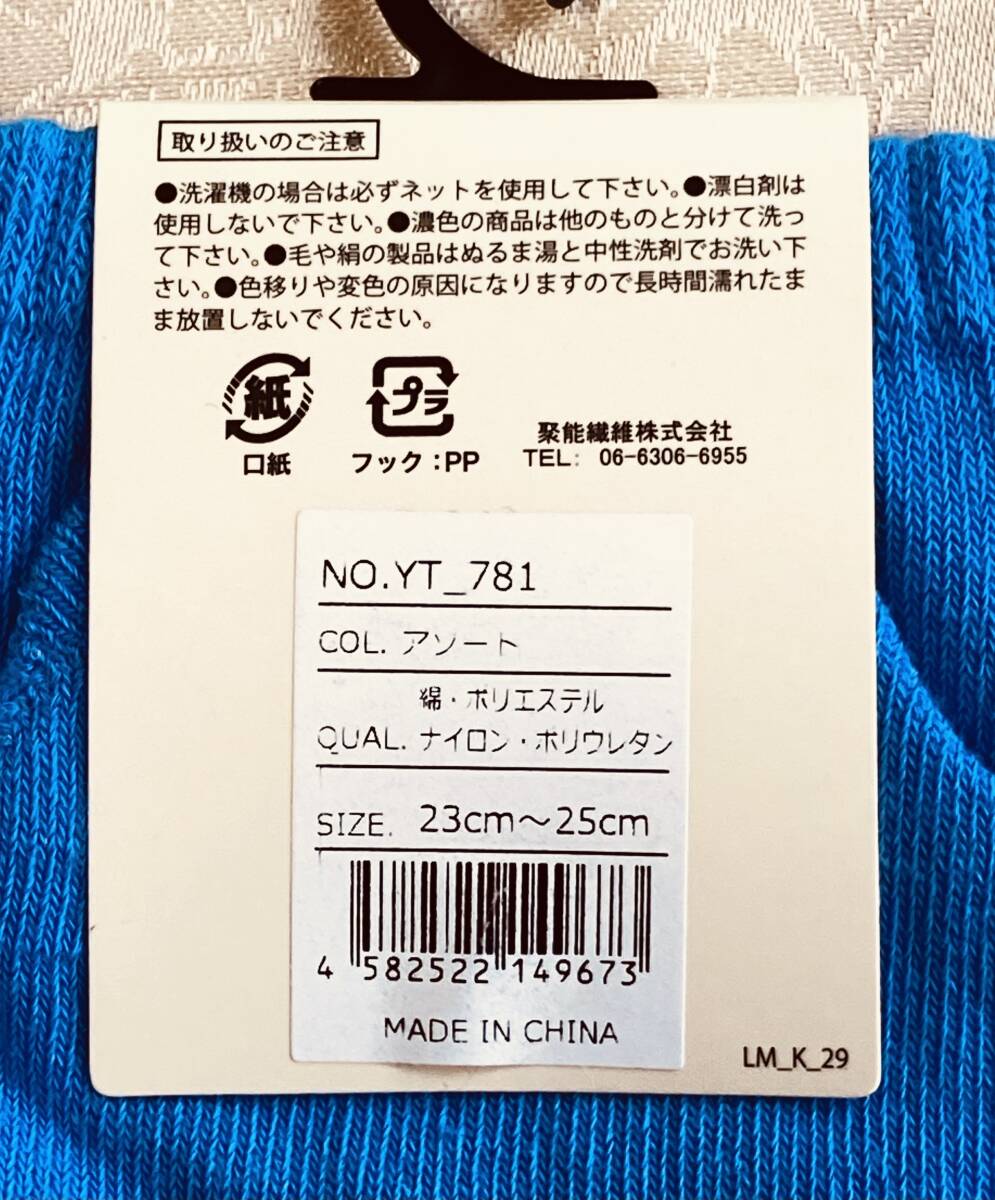 取り扱いのご注意
●洗濯機の場合は必ずネットを使用して下さい。●漂白剤は
使用しないで下さい。●濃色の商品は他のものと分けて洗っ
て下さい。●毛や絹の製品はぬるま湯と中性洗剤でお洗い下
さい。●色移りや変色の原因になりますので長時間濡れたま
ま放置しないでください。
紙
プラ
口紙
フック：PP
聚能繊維株式会社
TEL: 06-6306-6955
NO.YT_781
COL. アソート
綿・ポリエステル
QUAL. ナイロン・ポリウレタン
SIZE. 23cm～25cm
4 582522 149673
MADE IN CHINA
LM_K_29